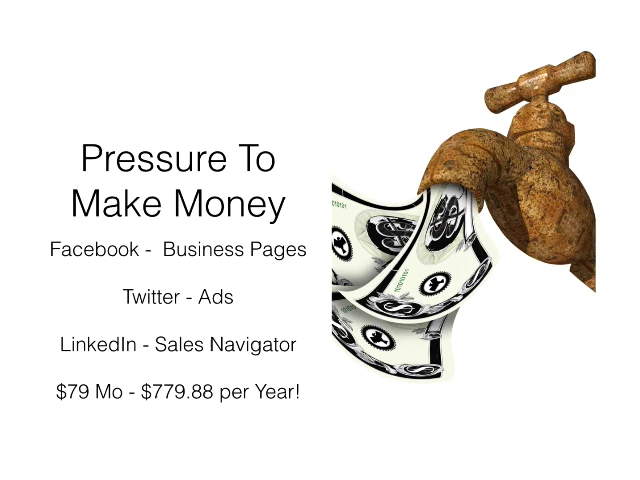 Pressure To
Make Money
Facebook - Business Pages
Twitter - Ads
LinkedIn - Sales Navigator
$79 Mo - $779.88 per Year!